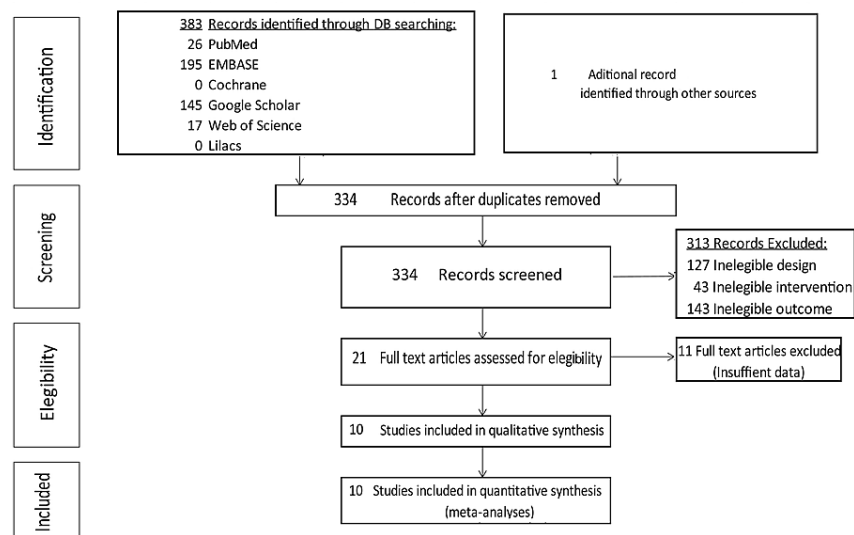 Identification
383 Records identified through DB searching:
26 PubMed
195 EMBASE
0 Cochrane
145 Google Scholar
17 Web of Science
0 Lilacs
1 Aditional record
identified through other sources
Screening
334 Records after duplicates removed
334 Records screened
313 Records Excluded:
127 Inelegible design
43 Inelegible intervention
143 Inelegible outcome
Elegibility
21 Full text articles assessed for elegibility
11 Full text articles excluded
(Insuffient data)
10 Studies included in qualitative synthesis
Included
10 Studies included in quantitative synthesis
(meta-analyses)